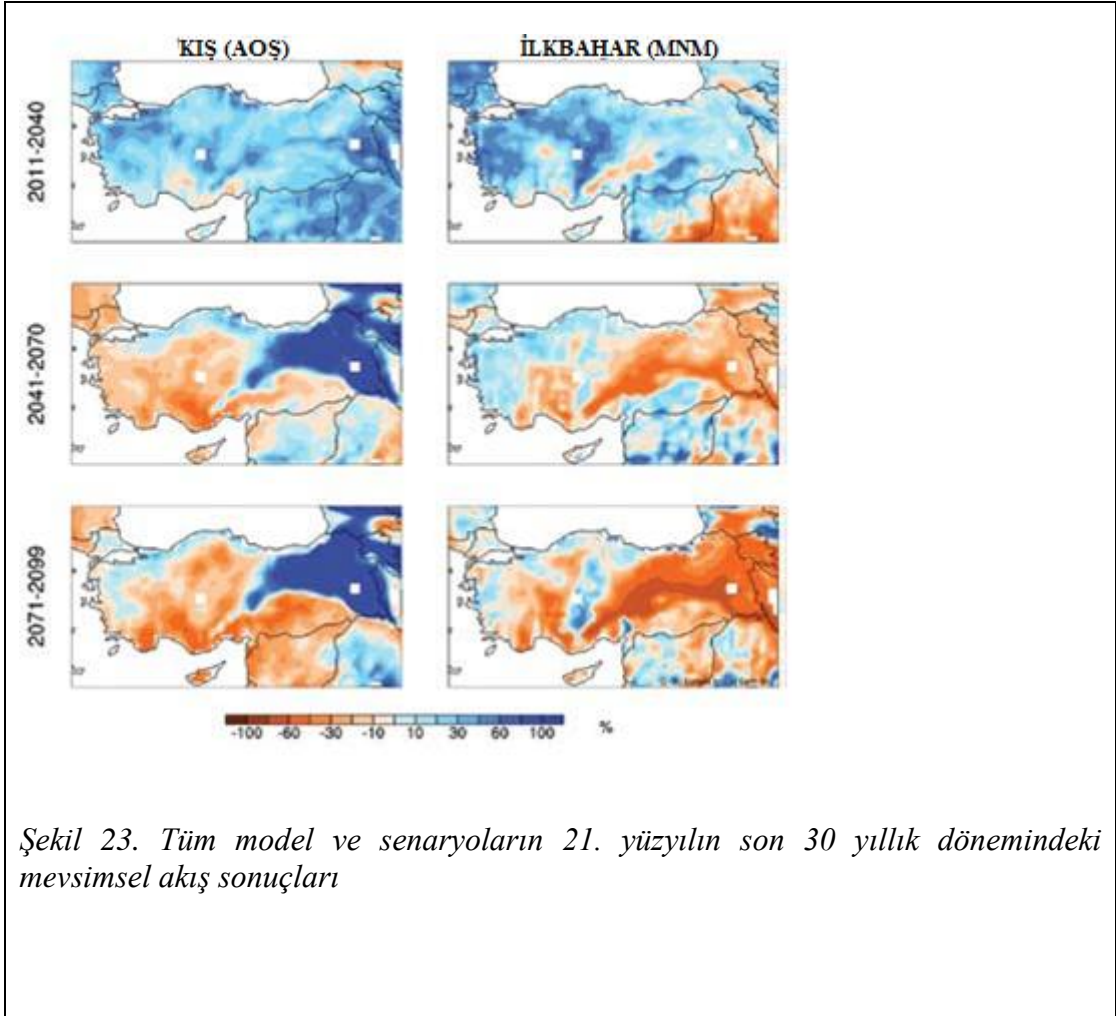 KIŞ (AOŞ)
İLKBAHAR (MNM)
2011-2040
2041-2070
2071-2099
-100 -60 -30 -10 10 30 60 100 %
Şekil 23. Tüm model ve senaryoların 21. yüzyılın son 30 yıllık dönemindeki
mevsimsel akış sonuçları